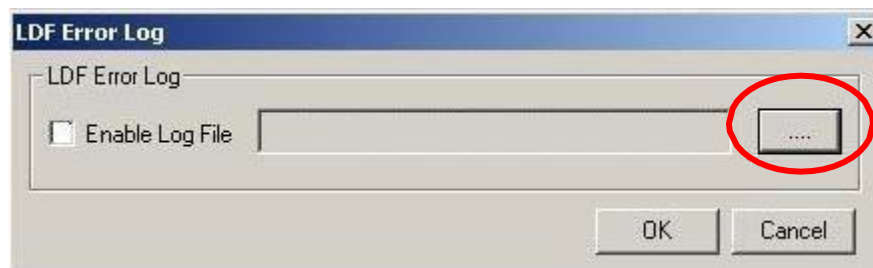 LDF Error Log
LDF Error Log
Enable Log File
....
OK Cancel